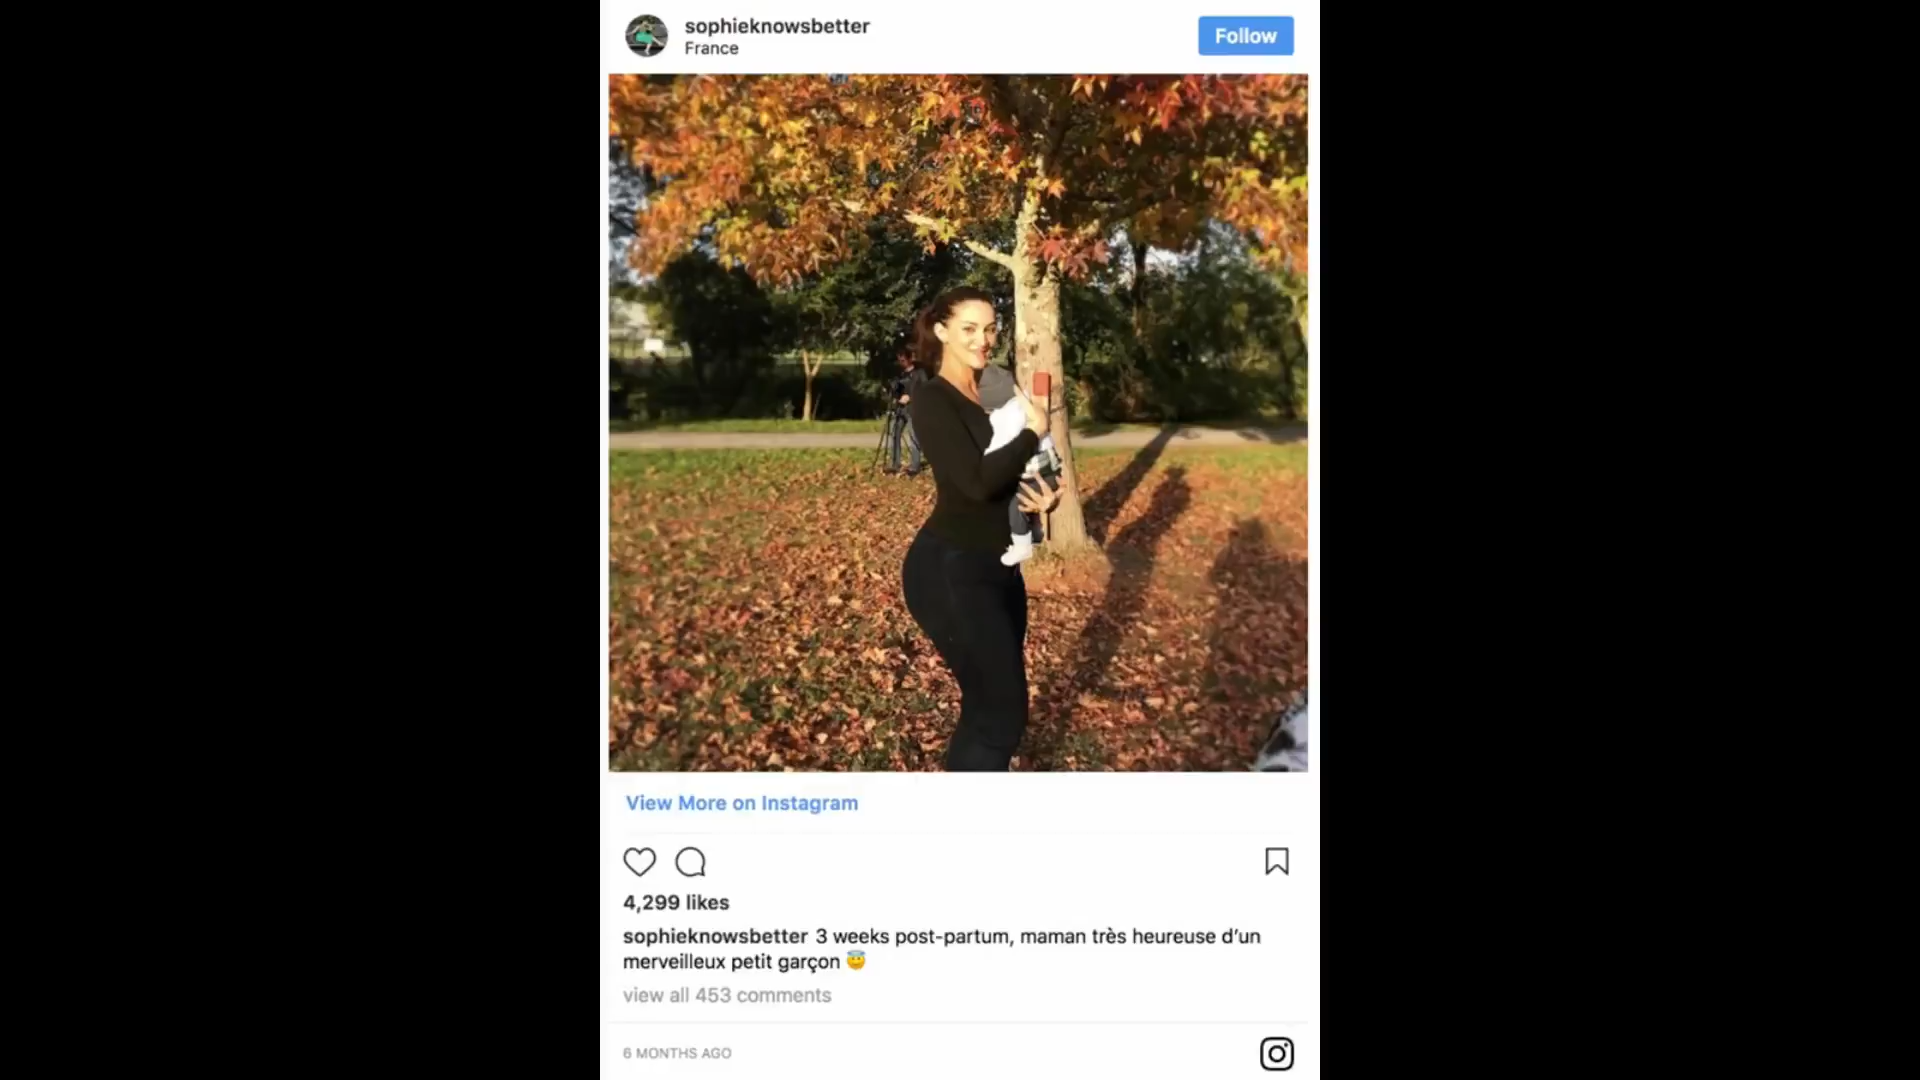 sophieknowsbetter
France
Follow
View More on Instagram
4,299 likes
sophieknowsbetter 3 weeks post-partum, maman très heureuse d’un
merveilleux petit garçon 😇
view all 453 comments
6 MONTHS AGO